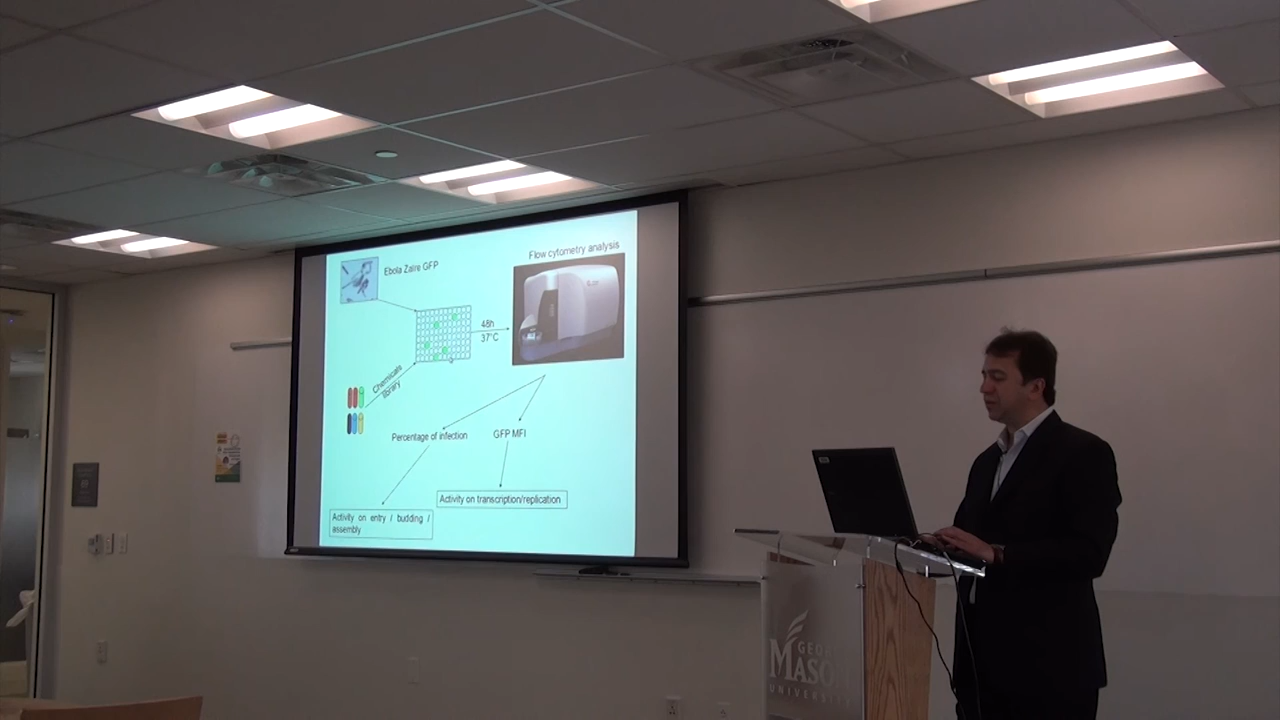 Flow cytometry analysis
Ebola Zaire GFP
48h
37°C
Chemicals
library
Percentage of infection
GFP MFI
Activity on transcription/replication
Activity on entry / budding /
assembly
MASON
UNIVERSITY